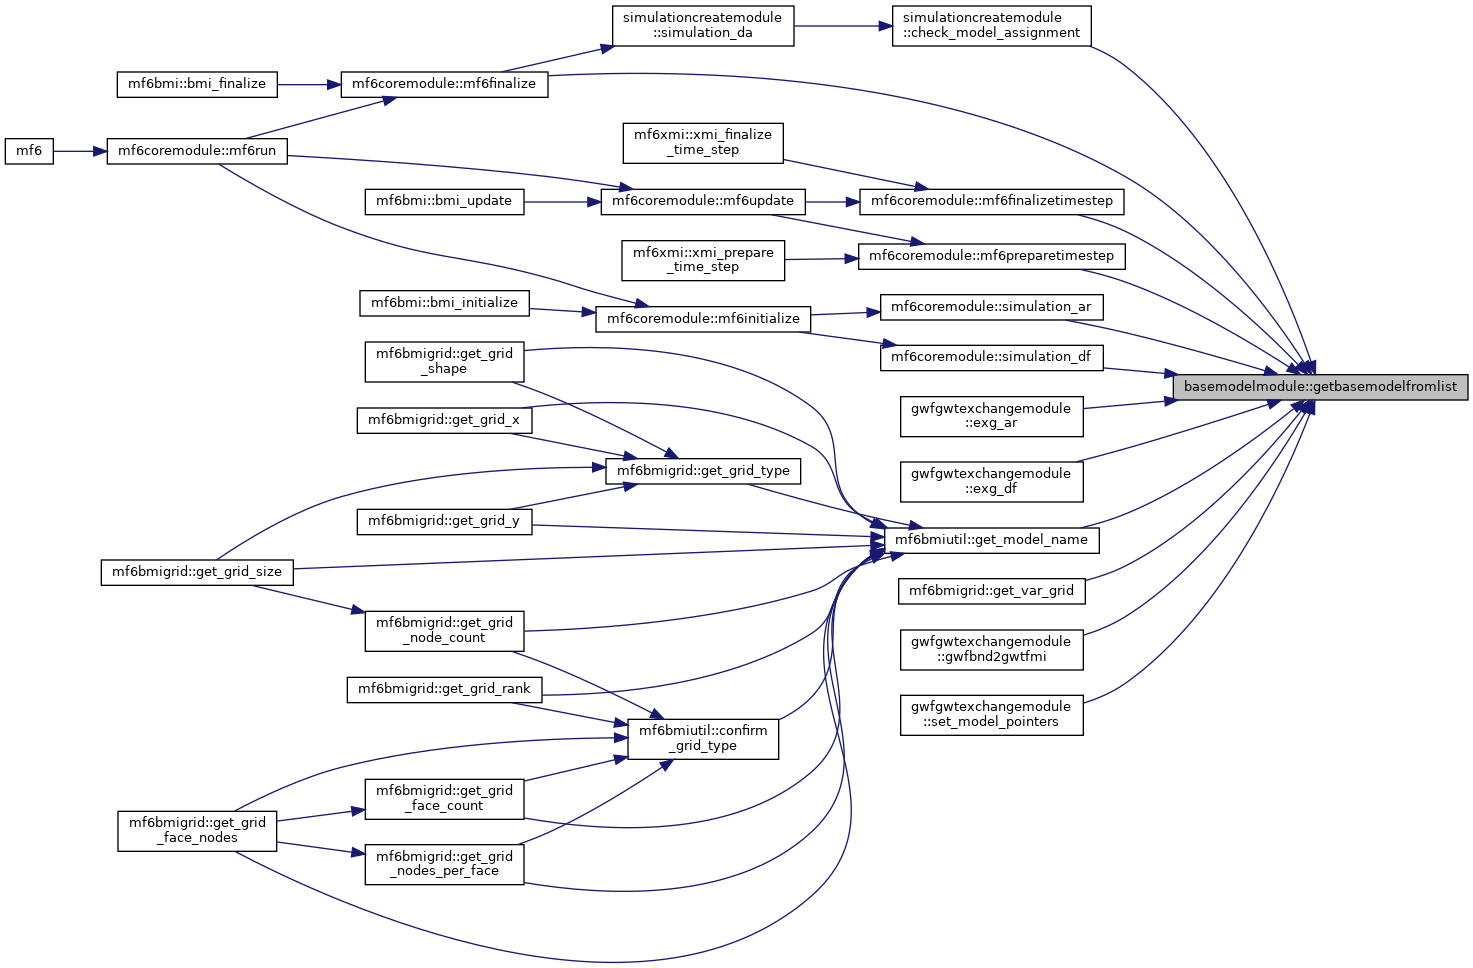 simulationcreatemodule
::simulation_da
simulationcreatemodule
::check_model_assignment
mf6bmi::bmi_finalize
mf6coremodule::mf6finalize
mf6
mf6coremodule::mf6run
mf6xmi::xmi_finalize
_time_step
mf6bmi::bmi_update
mf6coremodule::mf6update
mf6coremodule::mf6finalizetimestep
mf6xmi::xmi_prepare
_time_step
mf6coremodule::mf6preparetimestep
mf6bmi::bmi_initialize
mf6coremodule::mf6initialize
mf6coremodule::simulation_ar
mf6coremodule::simulation_df
mf6bmigrid::get_grid
_shape
basemodelmodule::getbasemodelfromlist
mf6bmigrid::get_grid_x
gwfgwtexchangemodule
::exg_ar
mf6bmigrid::get_grid_type
gwfgwtexchangemodule
::exg_df
mf6bmigrid::get_grid_y
mf6bmiutil::get_model_name
mf6bmigrid::get_grid_size
mf6bmigrid::get_var_grid
mf6bmigrid::get_grid
_node_count
gwfgwtexchangemodule
::gwfbnd2gwtfmi
mf6bmigrid::get_grid_rank
gwfgwtexchangemodule
::set_model_pointers
mf6bmiutil::confirm
_grid_type
mf6bmigrid::get_grid
_face_count
mf6bmigrid::get_grid
_face_nodes
mf6bmigrid::get_grid
_nodes_per_face